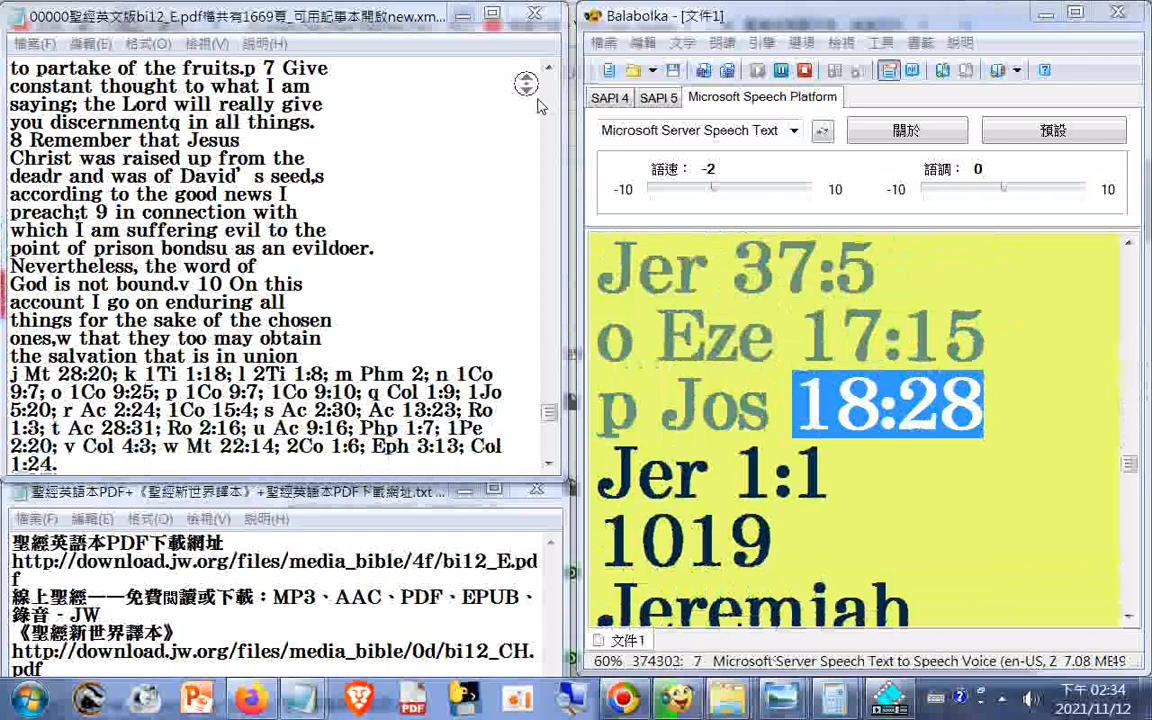 00000聖經英文版bi12_E.pdf檔共有1669頁_可用記事本開啟new.xm...
檔案(F) 編輯(E) 格式(O) 檢視(V) 說明(H)
to partake of the fruits.p 7 Give
constant thought to what I am
saying; the Lord will really give
you discernmentq in all things.
8 Remember that Jesus
Christ was raised up from the
deadr and was of David’s seed,s
according to the good news I
preach;t 9 in connection with
which I am suffering evil to the
point of prison bondsu as an evildoer.
Nevertheless, the word of
God is not bound.v 10 On this
account I go on enduring all
things for the sake of the chosen
ones,w that they too may obtain
the salvation that is in union
j Mt 28:20; k 1Ti 1:18; l 2Ti 1:8; m Phm 2; n 1Co
9:7; o 1Co 9:25; p 1Co 9:7, 1Co 9:10; q Col 1:9; 1Jo
5:20; r Ac 2:24; 1Co 15:4; s Ac 2:30; Ac 13:23; Ro
1:3; t Ac 28:31; Ro 2:16; u Ac 9:16; Php 1:7; 1Pe
2:20; v Col 4:3; w Mt 22:14; 2Co 1:6; Eph 3:13; Col
1:24.
聖經英語本PDF+《聖經新世界譯本》+聖經英語本PDF下載網址.txt ...
檔案(F) 編輯(E) 格式(O) 檢視(V) 說明(H)
聖經英語本PDF下載網址
http://download.jw.org/files/media_bible/4f/bi12_E.pd
f
線上聖經——免費閱讀或下載：MP3、AAC、PDF、EPUB、
錄音 - JW
《聖經新世界譯本》
http://download.jw.org/files/media_bible/0d/bi12_CH.
pdf
Balabolka - [文件1]
檔案 編輯 文字 朗讀 引擎 選項 檢視 工具 書籤 說明
SAPI 4 SAPI 5 Microsoft Speech Platform
Microsoft Server Speech Text 關於 預設
語速： -2 語調： 0
-10 10 -10 10
Jer 37:5
o Eze 17:15
p Jos 18:28
Jer 1:1
1019
Jeremiah
文件1
60% 374302: 7 Microsoft Server Speech Text to Speech Voice (en-US, Z 7.08 ME49
下午 02:34
2021/11/12